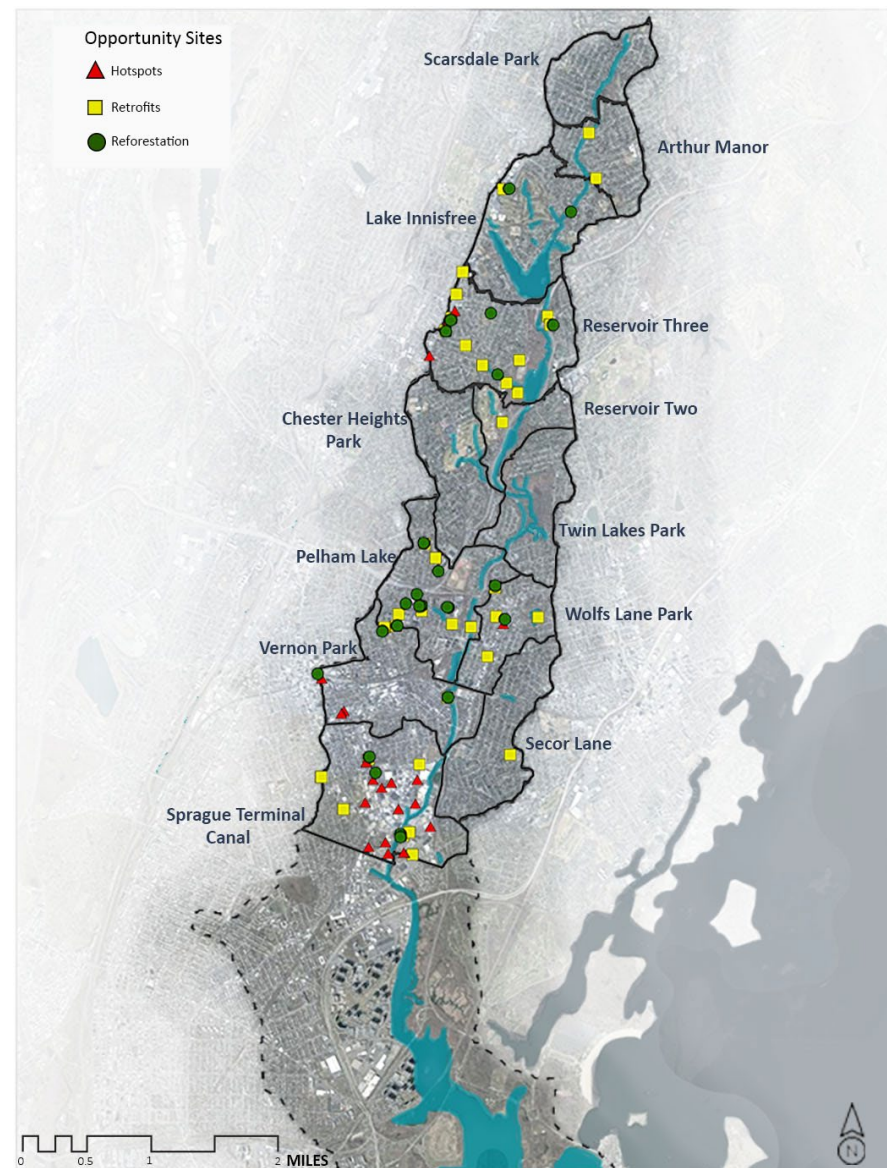 Opportunity Sites
Hotspots
Retrofits
Reforestation
Scarsdale Park
Arthur Manor
Lake Innisfree
Reservoir Three
Reservoir Two
Chester Heights
Park
Twin Lakes Park
Pelham Lake
Wolfs Lane Park
Vernon Park
Secor Lane
Sprague Terminal
Canal
0 0.5 1 2 MILES
N